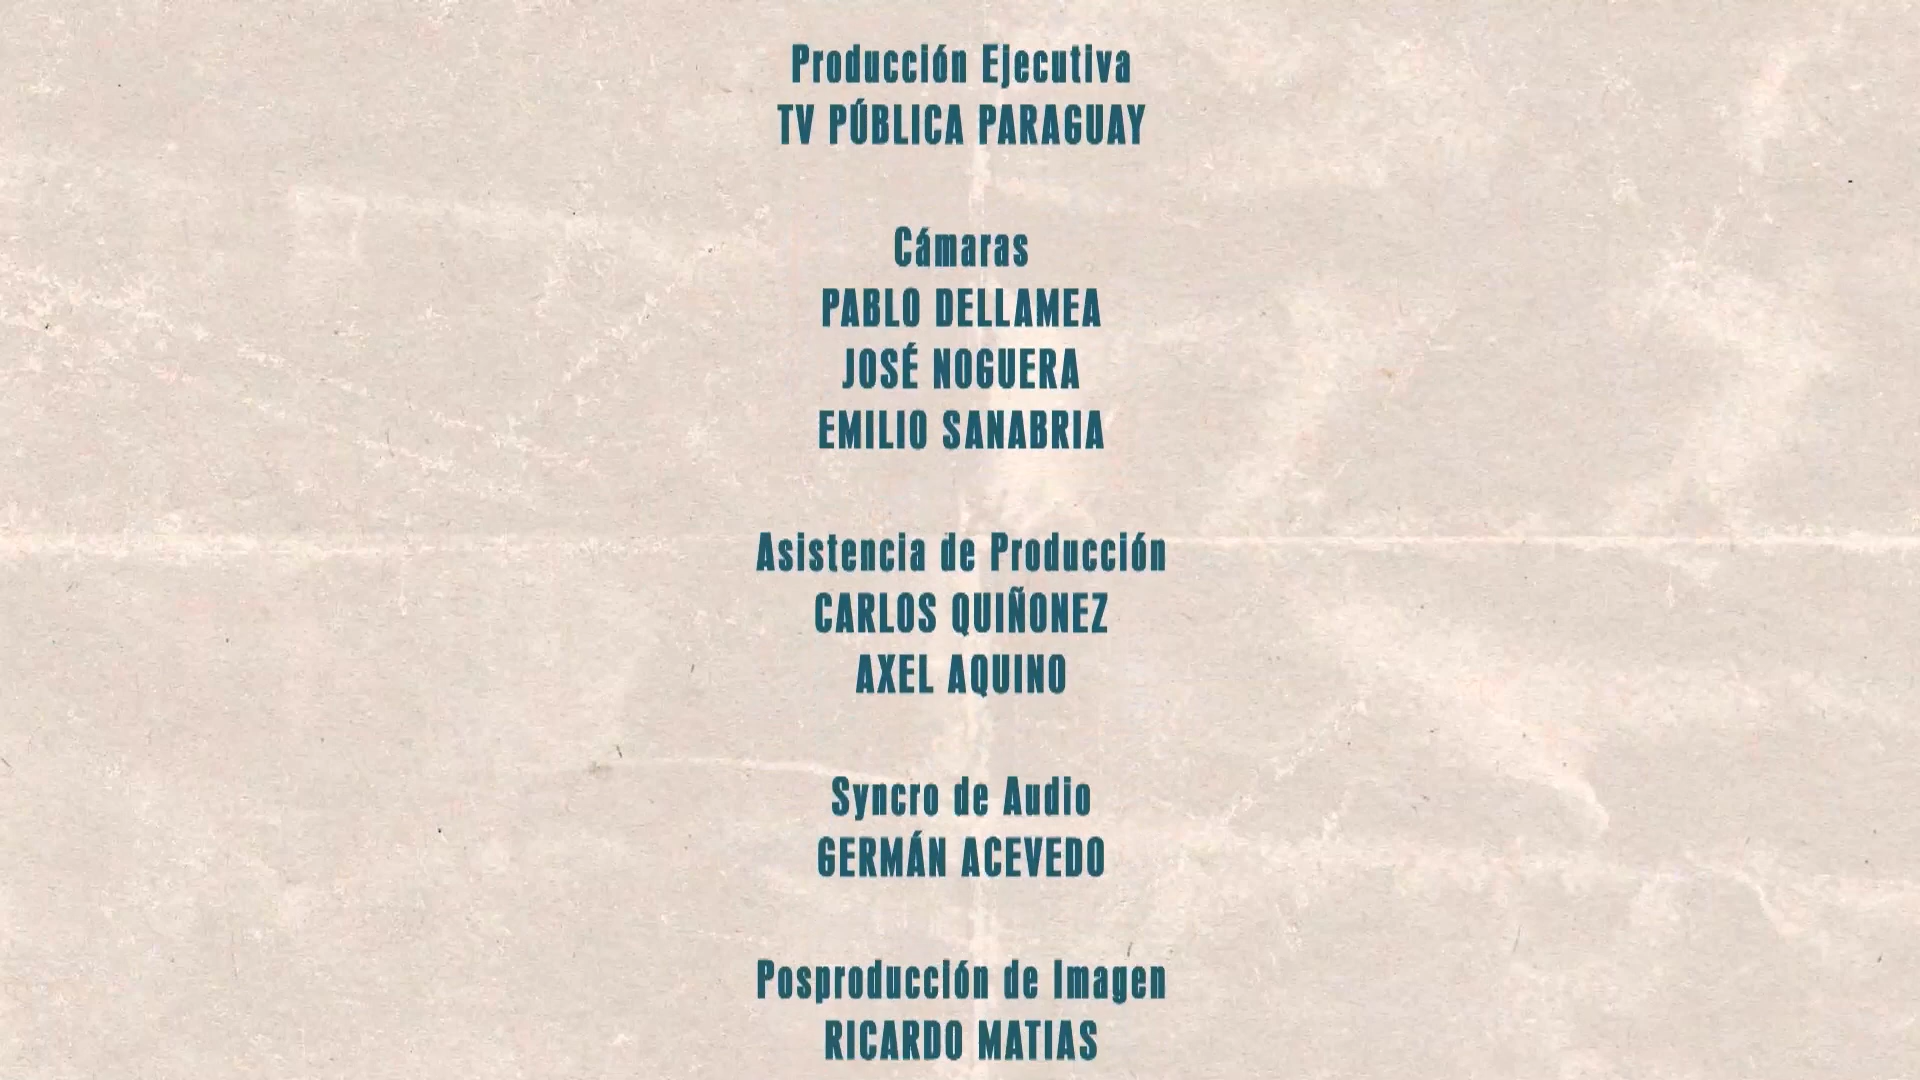 Producción Ejecutiva
TV PÚBLICA PARAGUAY
Cámaras
PABLO DELLAMEA
JOSÉ NOGUERA
EMILIO SANABRIA
Asistencia de Producción
CARLOS QUIÑONEZ
AXEL AQUINO
Syncro de Audio
GERMÁN ACEVEDO
Posproducción de Imagen
RICARDO MATIAS